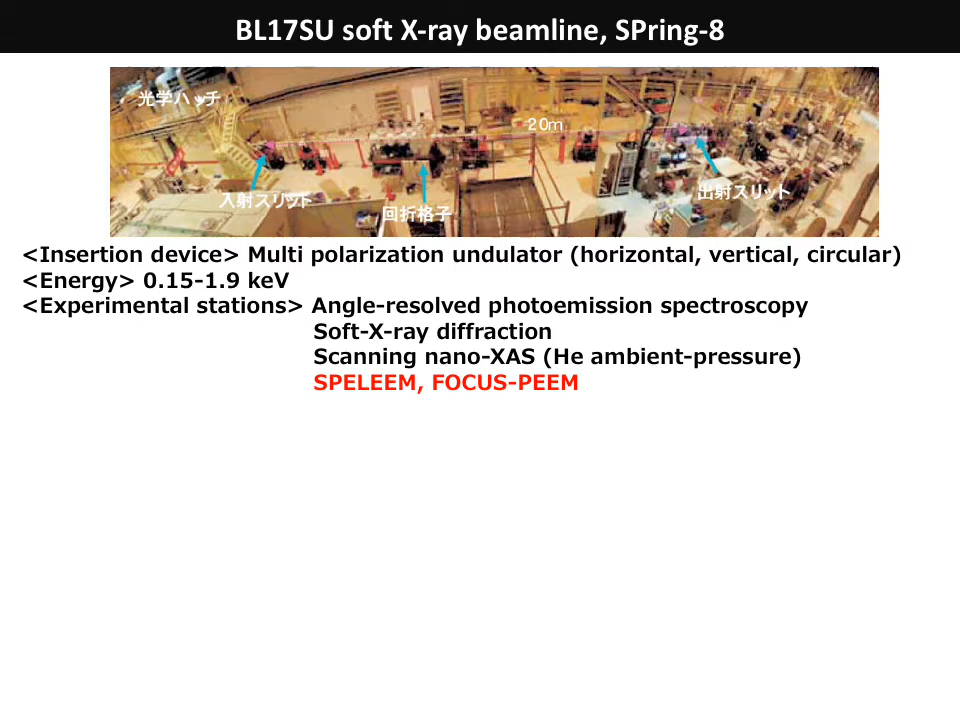 BL17SU soft X-ray beamline, SPring-8
光学ハッチ
~20m
入射スリット
回折格子
出射スリット
<Insertion device> Multi polarization undulator (horizontal, vertical, circular)
<Energy> 0.15-1.9 keV
<Experimental stations> Angle-resolved photoemission spectroscopy
Soft-X-ray diffraction
Scanning nano-XAS (He ambient-pressure)
SPELEEM, FOCUS-PEEM